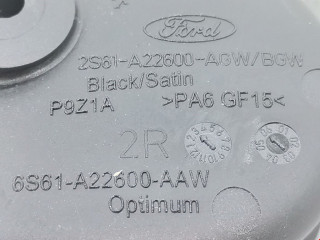 Ford
2S61-A22600-AGW/BGW
Black/Satin
P9Z1A >PA6 GF15<
2R
6S61-A22600-AAW
Optimum